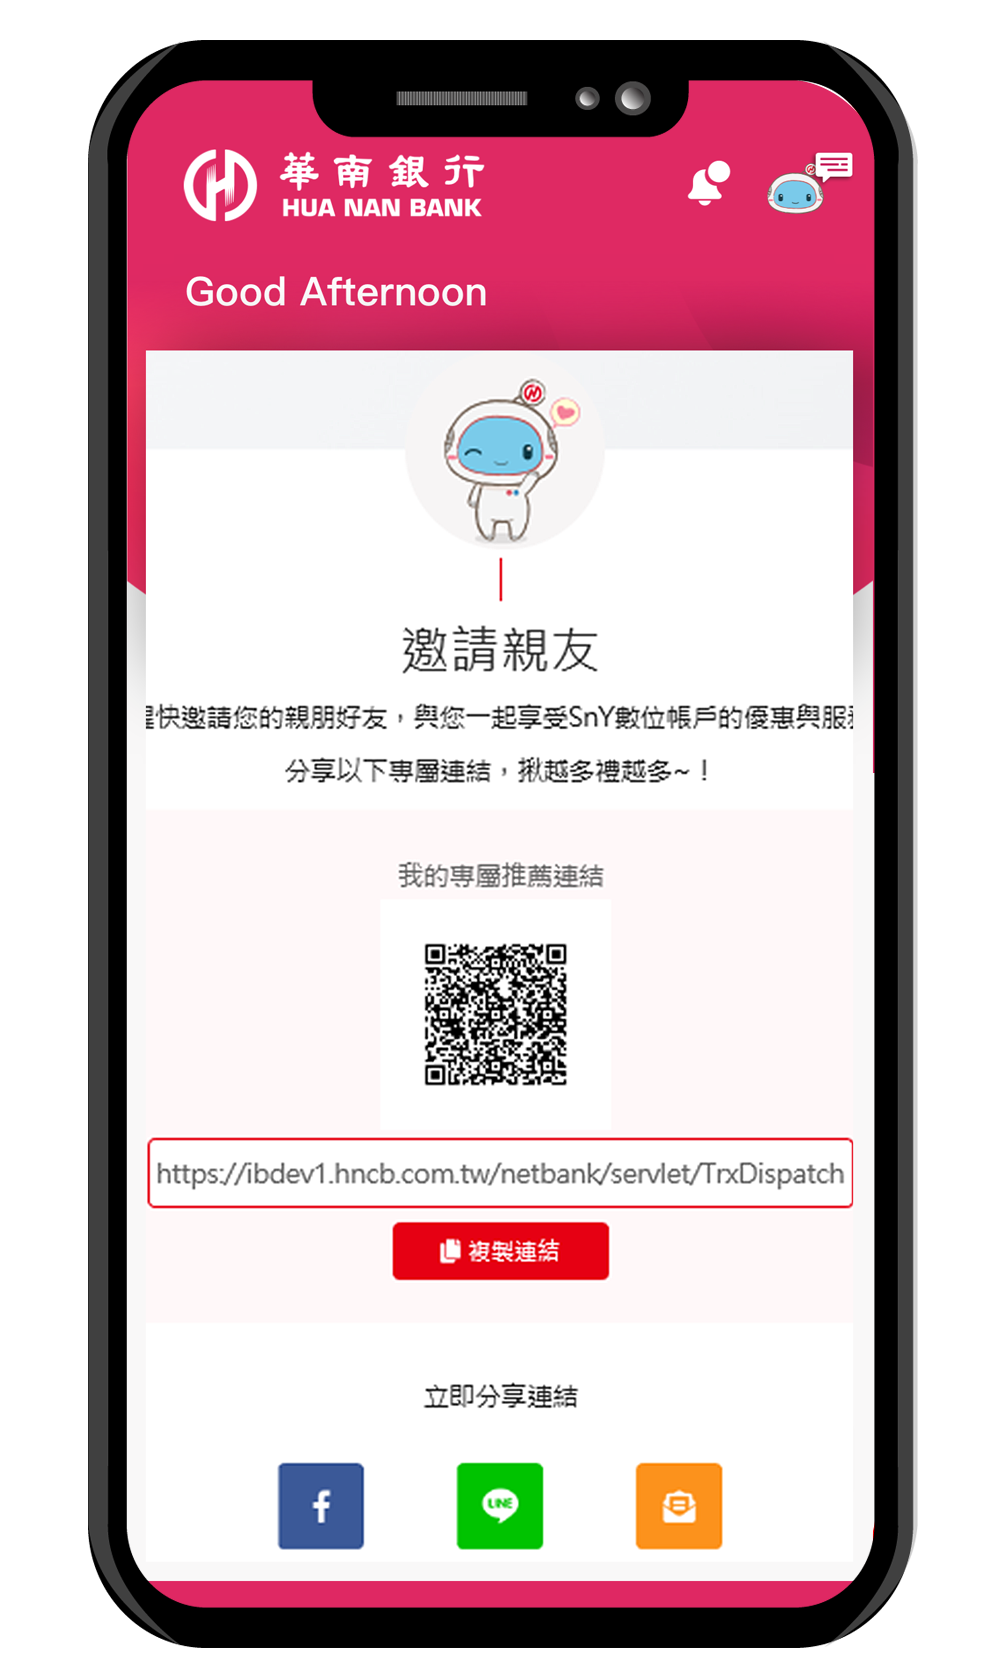 華南銀行
HUA NAN BANK
Good Afternoon
邀請親友
快邀請您的親朋好友，與您一起享受SnY數位帳戶的優惠與服
分享以下專屬連結，揪越多禮越多~！
我的專屬推薦連結
https://ibdev1.hncb.com.tw/netbank/servlet/TrxDispatch
複製連結
立即分享連結
LINE